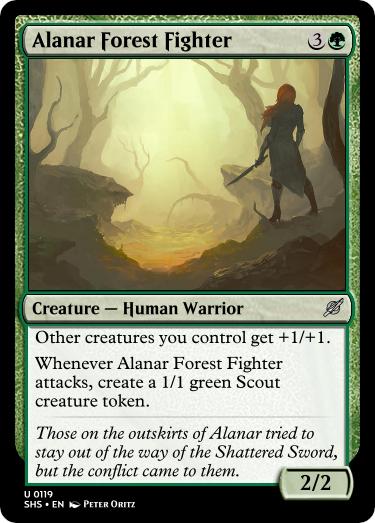 Alanar Forest Fighter 3
Creature — Human Warrior
Other creatures you control get +1/+1.
Whenever Alanar Forest Fighter
attacks, create a 1/1 green Scout
creature token.
Those on the outskirts of Alanar tried to
stay out of the way of the Shattered Sword,
but the conflict came to them.
2/2
U 0119
SHS • EN Peter Oritz